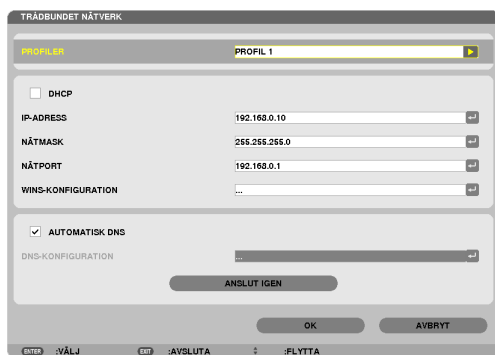 TRÅDBUNDET NÄTVERK
PROFILER PROFIL 1
DHCP
IP-ADRESS 192.168.0.10
NÄTMASK 255.255.255.0
NÄTPORT 192.168.0.1
WINS-KONFIGURATION ...
AUTOMATISK DNS
DNS-KONFIGURATION ...
ANSLUT IGEN
OK AVBRYT
ENTER :VÄLJ EXIT :AVSLUTA :FLYTTA